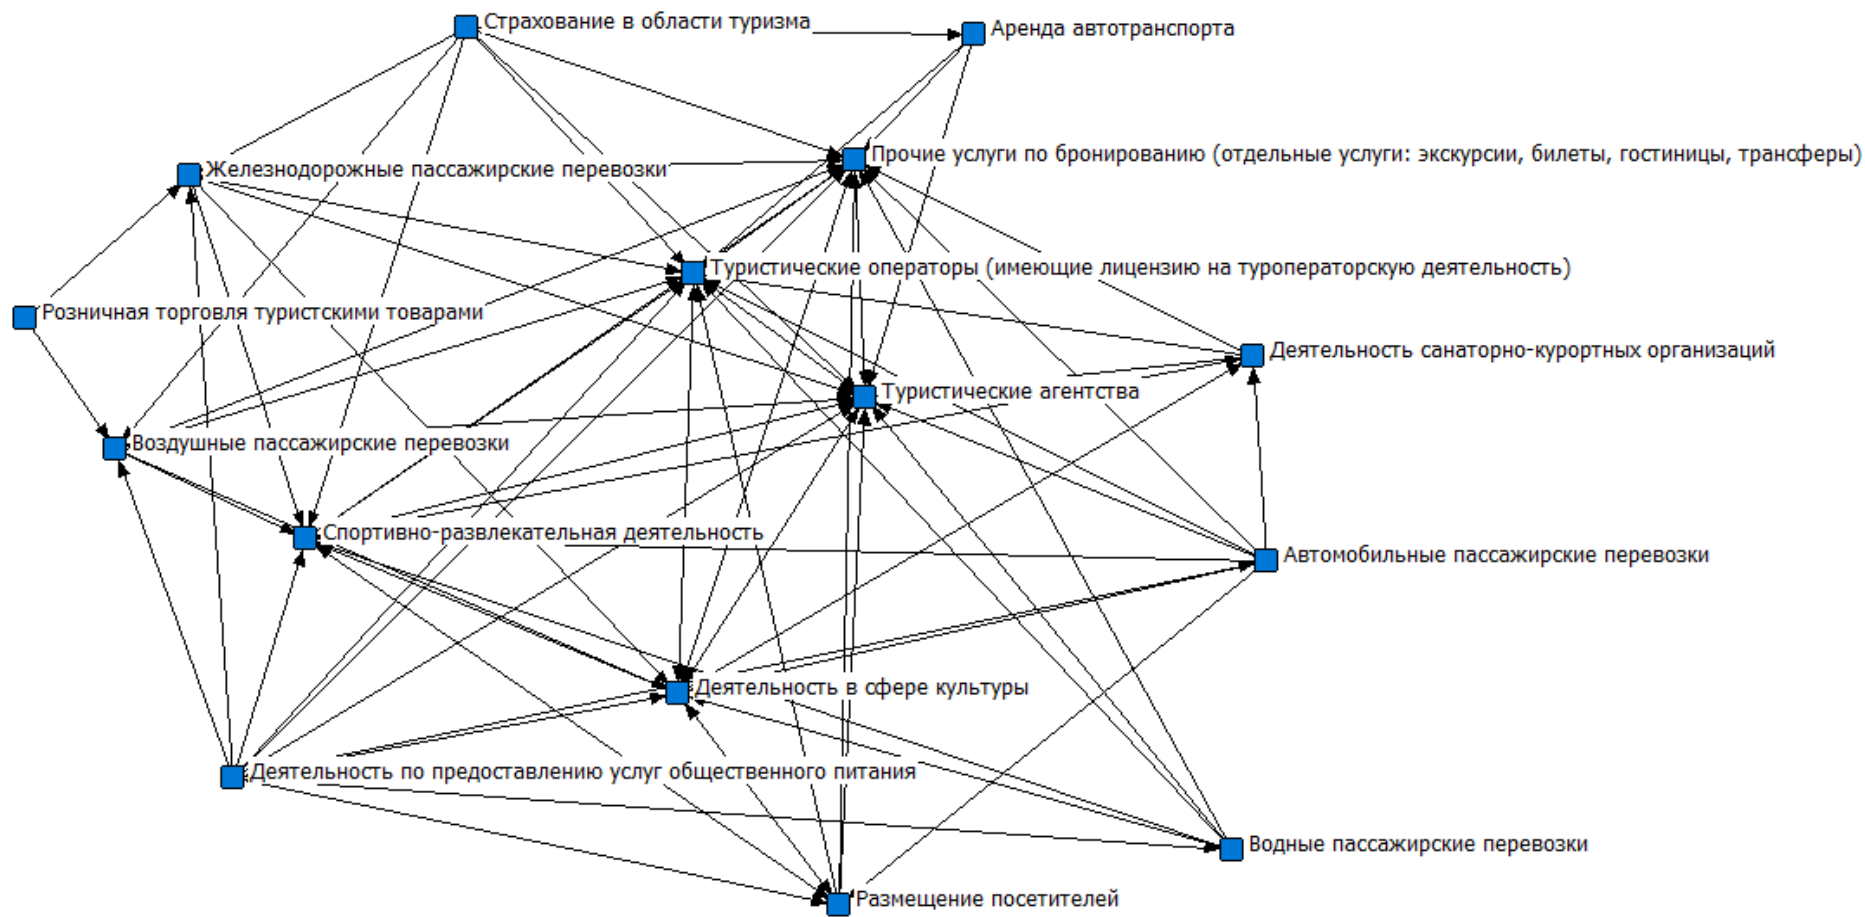 Страхование в области туризма
Аренда автотранспорта
Прочие услуги по бронированию (отдельные услуги: экскурсии, билеты, гостиницы, трансферы)
Железнодорожные пассажирские перевозки
Туристические операторы (имеющие лицензию на туроператорскую деятельность)
Розничная торговля туристскими товарами
Деятельность санаторно-курортных организаций
Туристические агентства
Воздушные пассажирские перевозки
Спортивно-развлекательная деятельность
Автомобильные пассажирские перевозки
Деятельность в сфере культуры
Деятельность по предоставлению услуг общественного питания
Водные пассажирские перевозки
Размещение посетителей